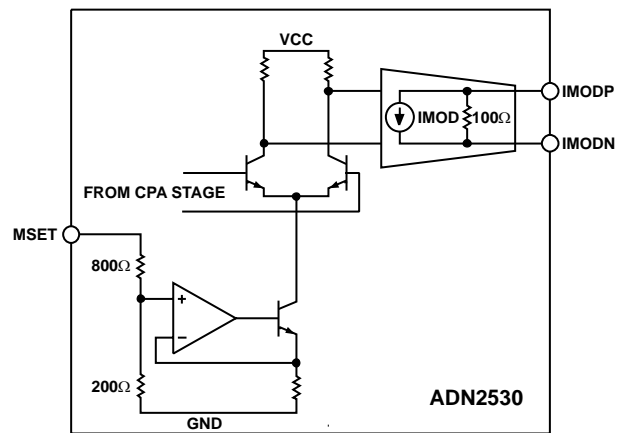 VCC
IMODP
IMOD
100Ω
IMODN
FROM CPA STAGE
MSET
800Ω
+
–
200Ω
GND
ADN2530